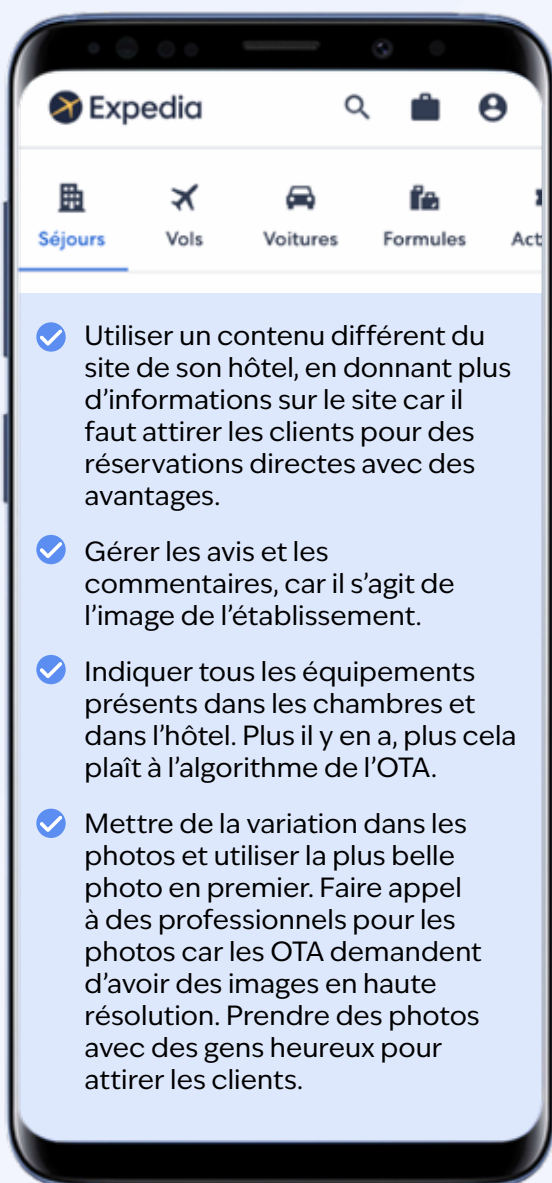 Expedia
Séjours Vols Voitures Formules Act
Utiliser un contenu différent du
site de son hôtel, en donnant plus
d’informations sur le site car il
faut attirer les clients pour des
réservations directes avec des
avantages.
Gérer les avis et les
commentaires, car il s’agit de
l’image de l’établissement.
Indiquer tous les équipements
présents dans les chambres et
dans l’hôtel. Plus il y en a, plus cela
plaît à l’algorithme de l’OTA.
Mettre de la variation dans les
photos et utiliser la plus belle
photo en premier. Faire appel
à des professionnels pour les
photos car les OTA demandent
d'avoir des images en haute
résolution. Prendre des photos
avec des gens heureux pour
attirer les clients.